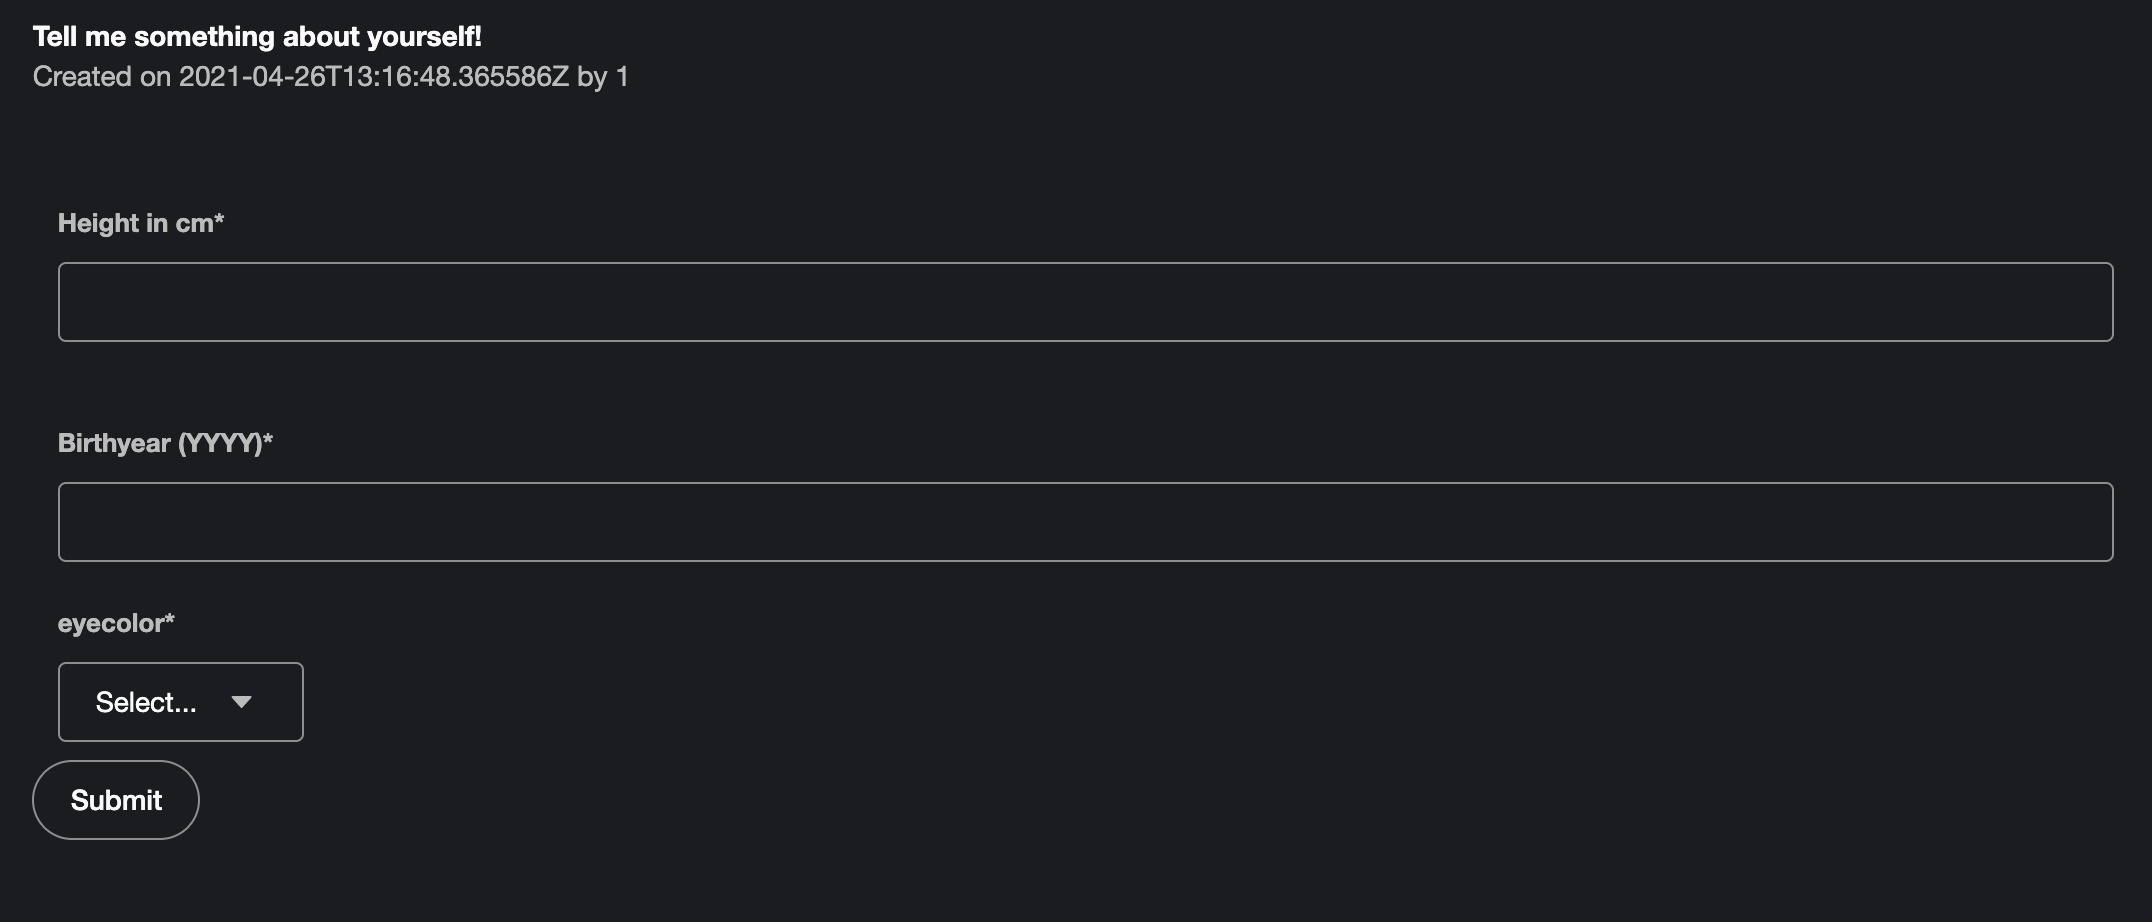 Tell me something about yourself!
Created on 2021-04-26T13:16:48.365586Z by 1
Height in cm*
Birthyear (YYYY)*
eyecolor*
Select...
Submit